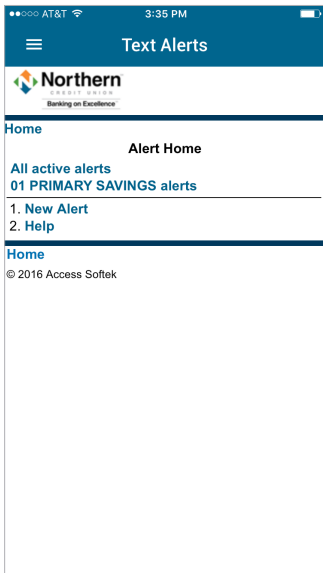 AT&T 3:35 PM
Text Alerts
Northern
CREDIT UNION
Banking on Excellence
Home
Alert Home
All active alerts
01 PRIMARY SAVINGS alerts
1. New Alert
2. Help
Home
© 2016 Access Softek